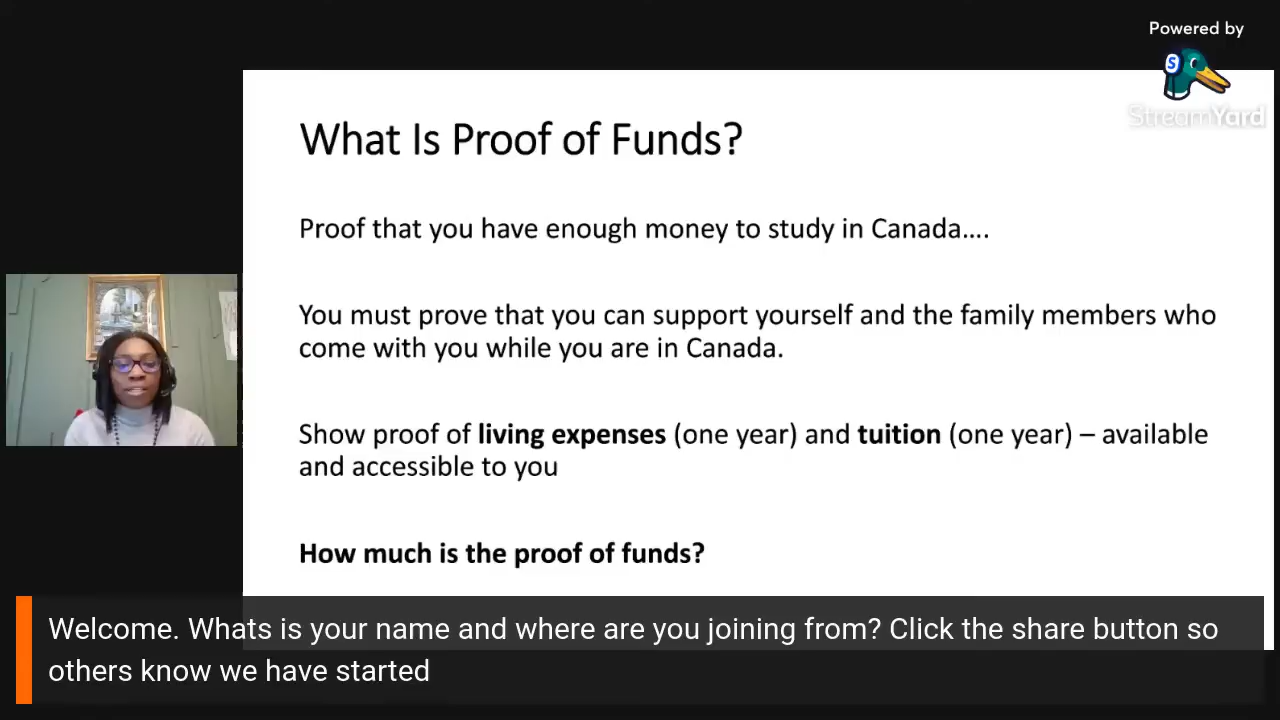 Powered by
StreamYard
What Is Proof of Funds?
Proof that you have enough money to study in Canada....
You must prove that you can support yourself and the family members who
come with you while you are in Canada.
Show proof of living expenses (one year) and tuition (one year) – available
and accessible to you
How much is the proof of funds?
Welcome. Whats is your name and where are you joining from? Click the share button so
others know we have started